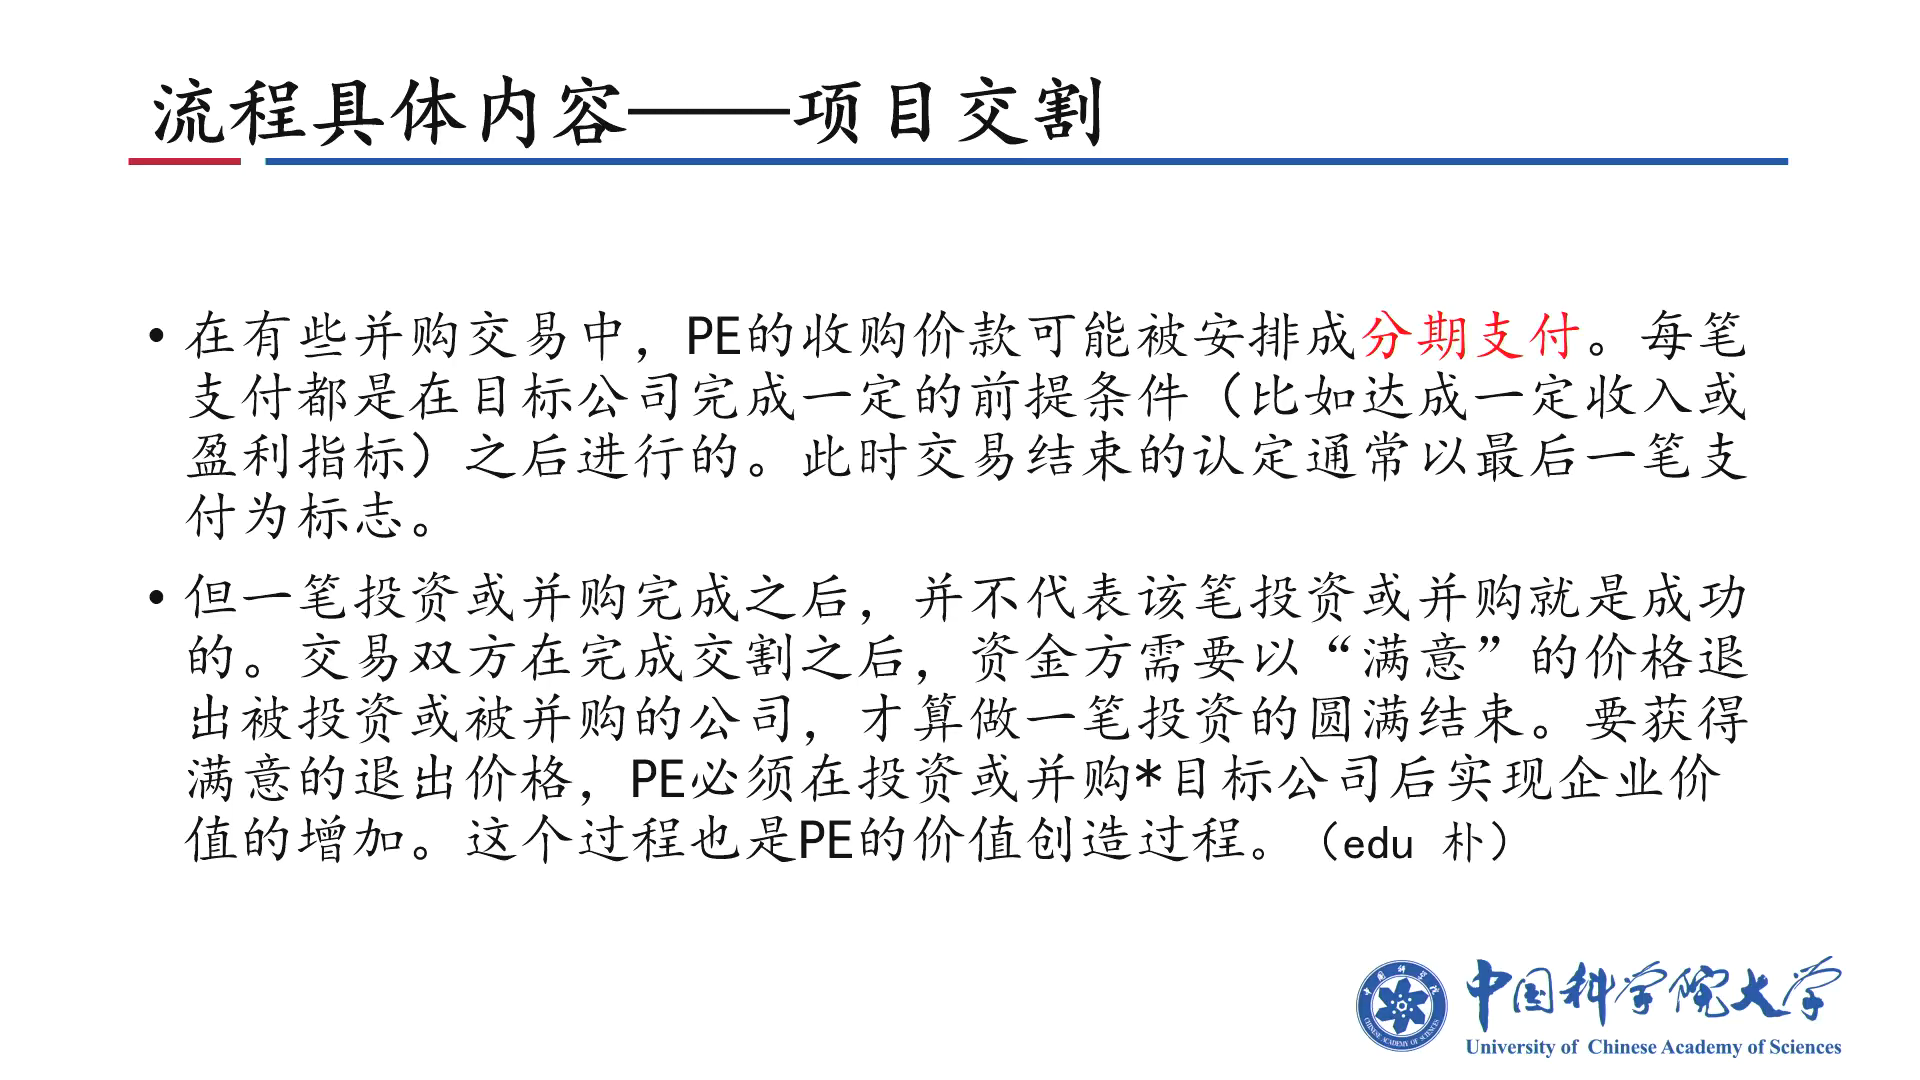 流程具体内容——项目交割
• 在有些并购交易中，PE的收购价款可能被安排成分期支付。每笔
支付都是在目标公司完成一定的前提条件（比如达成一定收入或
盈利指标）之后进行的。此时交易结束的认定通常以最后一笔支
付为标志。
• 但一笔投资或并购完成之后，并不代表该笔投资或并购就是成功
的。交易双方在完成交割之后，资金方需要以“满意”的价格退
出被投资或被并购的公司，才算做一笔投资的圆满结束。要获得
满意的退出价格，PE必须在投资或并购*目标公司后实现企业价
值的增加。这个过程也是PE的价值创造过程。（edu 朴）
中国科学院大学
University of Chinese Academy of Sciences
中国科学院
CHINESE ACADEMY OF SCIENCES